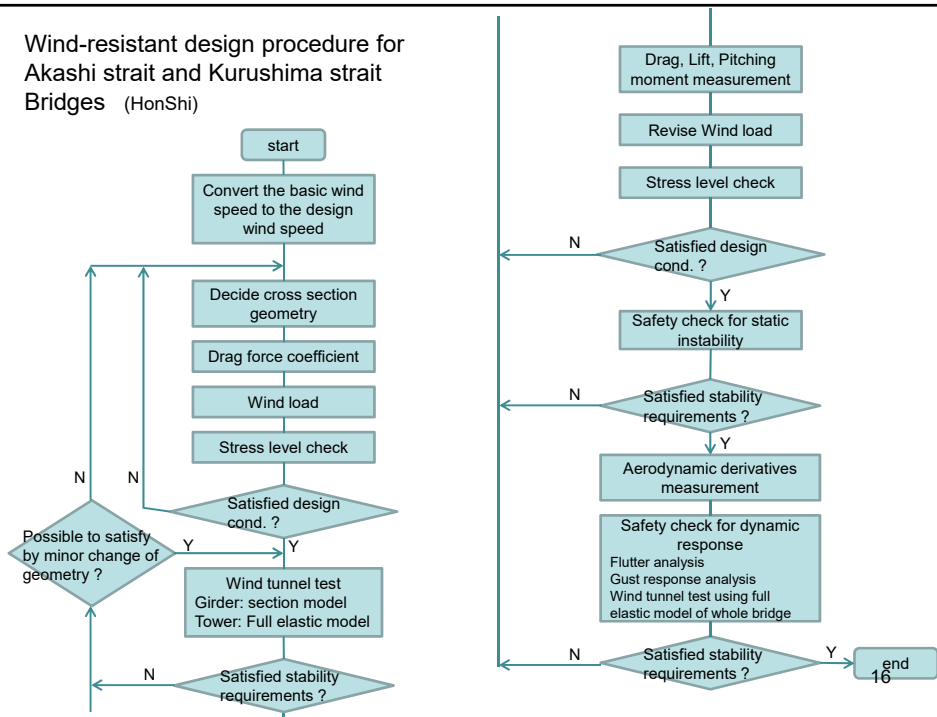 Wind-resistant design procedure for
Akashi strait and Kurushima strait
Bridges (HonShi)
start
Convert the basic wind
speed to the design
wind speed
Decide cross section
geometry
Drag force coefficient
Wind load
Stress level check
N
N
Satisfied design
cond. ?
Possible to satisfy
by minor change of
geometry ?
Y
Y
Wind tunnel test
Girder: section model
Tower: Full elastic model
N
Satisfied stability
requirements ?
Drag, Lift, Pitching
moment measurement
Revise Wind load
Stress level check
N
Satisfied design
cond. ?
Y
Safety check for static
instability
N
Satisfied stability
requirements ?
Y
Aerodynamic derivatives
measurement
Safety check for dynamic
response
Flutter analysis
Gust response analysis
Wind tunnel test using full
elastic model of whole bridge
N
Satisfied stability
requirements ?
Y
end
16